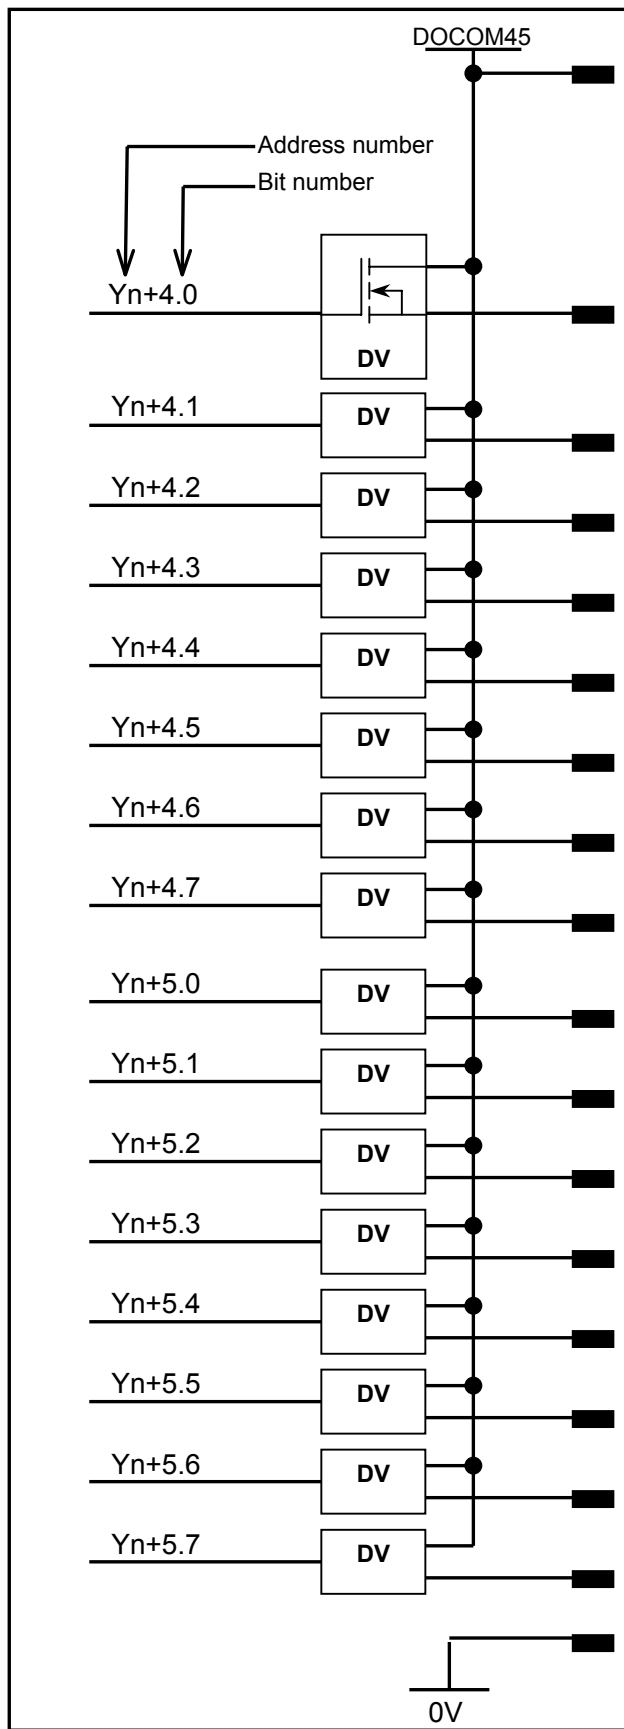 DOCOM45
Address number
Bit number
Yn+4.0
DV
Yn+4.1
DV
Yn+4.2
DV
Yn+4.3
DV
Yn+4.4
DV
Yn+4.5
DV
Yn+4.6
DV
Yn+4.7
DV
Yn+5.0
DV
Yn+5.1
DV
Yn+5.2
DV
Yn+5.3
DV
Yn+5.4
DV
Yn+5.5
DV
Yn+5.6
DV
Yn+5.7
DV
0V